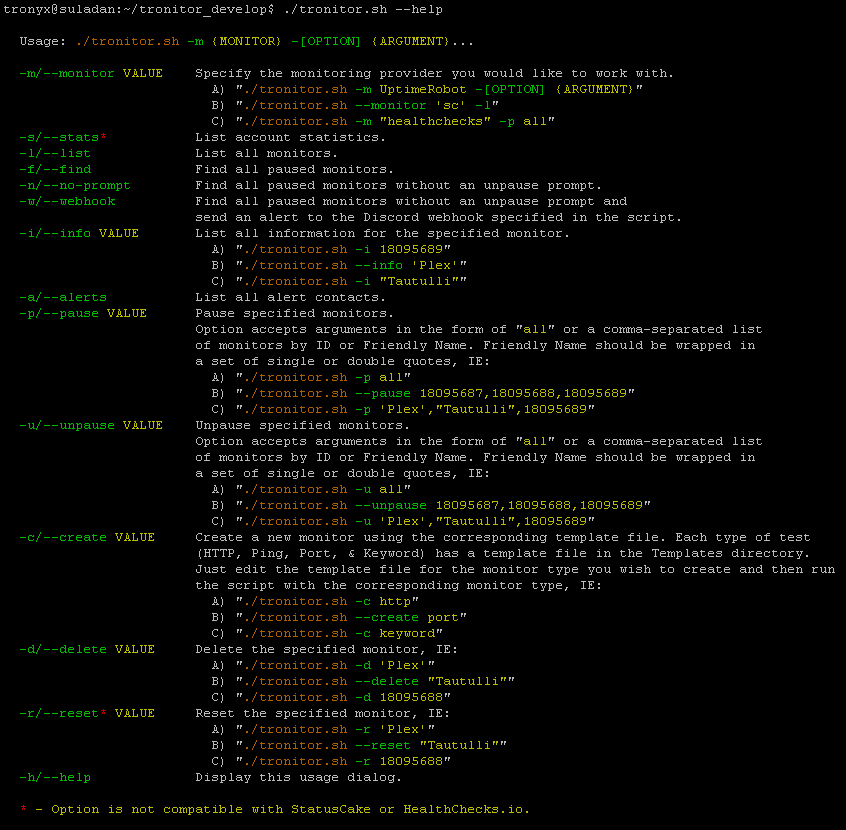 tronyx@suladan:~/tronitor_develop$ ./tronitor.sh --help
Usage: ./tronitor.sh -m {MONITOR} -[OPTION] {ARGUMENT}...
-m/--monitor VALUE    Specify the monitoring provider you would like to work with.
A) "./tronitor.sh -m UptimeRobot -[OPTION] {ARGUMENT}"
B) "./tronitor.sh --monitor 'sc' -l"
C) "./tronitor.sh -m "healthchecks" -p all"
-s/--stats*           List account statistics.
-l/--list             List all monitors.
-f/--find             Find all paused monitors.
-n/--no-prompt        Find all paused monitors without an unpause prompt.
-w/--webhook          Find all paused monitors without an unpause prompt and
send an alert to the Discord webhook specified in the script.
-i/--info VALUE       List all information for the specified monitor.
A) "./tronitor.sh -i 18095689"
B) "./tronitor.sh --info 'Plex'"
C) "./tronitor.sh -i "Tautulli""
-a/--alerts           List all alert contacts.
-p/--pause VALUE      Pause specified monitors.
Option accepts arguments in the form of "all" or a comma-separated list
of monitors by ID or Friendly Name. Friendly Name should be wrapped in
a set of single or double quotes, IE:
A) "./tronitor.sh -p all"
B) "./tronitor.sh --pause 18095687,18095688,18095689"
C) "./tronitor.sh -p 'Plex',"Tautulli",18095689"
-u/--unpause VALUE    Unpause specified monitors.
Option accepts arguments in the form of "all" or a comma-separated list
of monitors by ID or Friendly Name. Friendly Name should be wrapped in
a set of single or double quotes, IE:
A) "./tronitor.sh -u all"
B) "./tronitor.sh --unpause 18095687,18095688,18095689"
C) "./tronitor.sh -u 'Plex',"Tautulli",18095689"
-c/--create VALUE     Create a new monitor using the corresponding template file. Each type of test
(HTTP, Ping, Port, & Keyword) has a template file in the Templates directory.
Just edit the template file for the monitor type you wish to create and then run
the script with the corresponding monitor type, IE:
A) "./tronitor.sh -c http"
B) "./tronitor.sh --create port"
C) "./tronitor.sh -c keyword"
-d/--delete VALUE     Delete the specified monitor, IE:
A) "./tronitor.sh -d 'Plex'"
B) "./tronitor.sh --delete "Tautulli""
C) "./tronitor.sh -d 18095688"
-r/--reset* VALUE     Reset the specified monitor, IE:
A) "./tronitor.sh -r 'Plex'"
B) "./tronitor.sh --reset "Tautulli""
C) "./tronitor.sh -r 18095688"
-h/--help             Display this usage dialog.
* - Option is not compatible with StatusCake or HealthChecks.io.